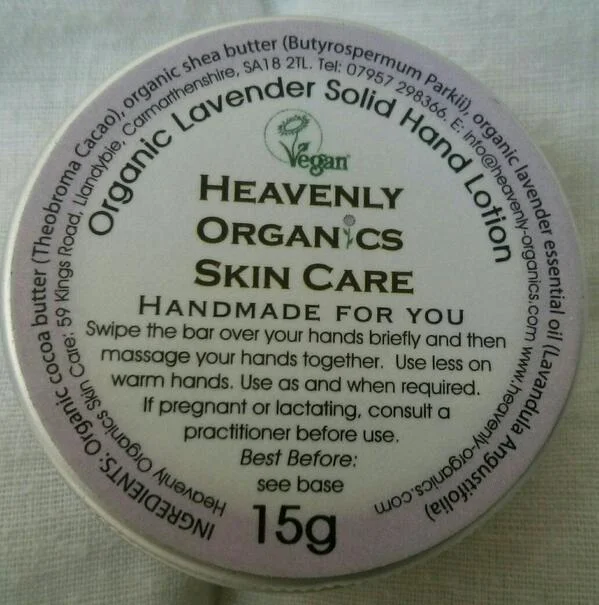 INGREDIENTS: Organic cocoa butter (Theobroma Cacao), organic shea butter (Butyrospermum Parkii), organic lavender essential oil (Lavandula Angustifolia)
Heavenly Organics Skin Care: 59 Kings Road, Llandybie, Carmarthenshire, SA18 2TL. Tel: 07957 298366. E: info@heavenly-organics.com www.heavenly-organics.com
Organic Lavender Solid Hand Lotion
Vegan
HEAVENLY
ORGANICS
SKIN CARE
HANDMADE FOR YOU
Swipe the bar over your hands briefly and then
massage your hands together. Use less on
warm hands. Use as and when required.
If pregnant or lactating, consult a
practitioner before use.
Best Before:
see base
15g